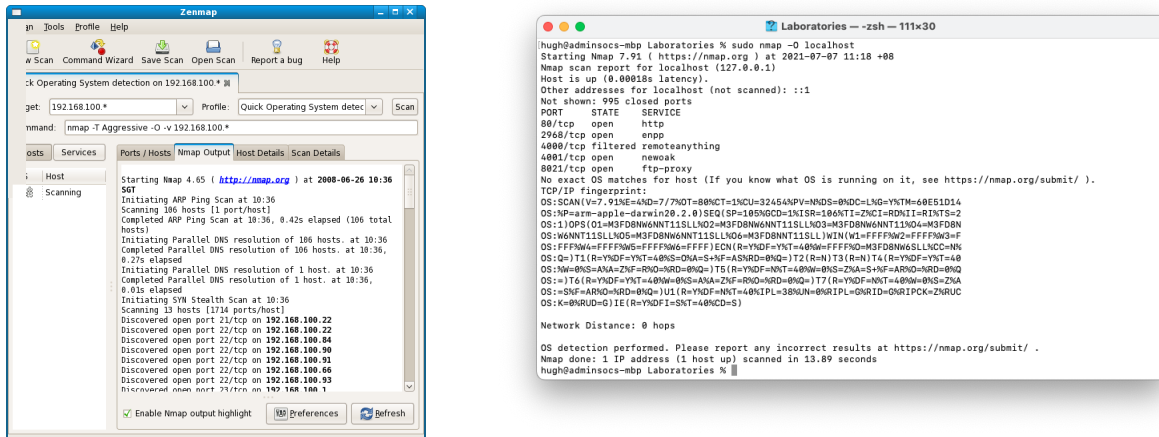 Zenmap
an Tools Profile Help
w Scan Command Wizard Save Scan Open Scan Report a bug Help
ck Operating System detection on 192.168.100.*
get: 192.168.100.* Profile: Quick Operating System detec Scan
mmand: nmap -T Aggressive -O -v 192.168.100.*
osts Services Ports / Hosts Nmap Output Host Details Scan Details
Host
Scanning
Starting Nmap 4.65 ( http://nmap.org ) at 2008-06-26 10:36
SGT
Initiating ARP Ping Scan at 10:36
Scanning 106 hosts [1 port/host]
Completed ARP Ping Scan at 10:36, 0.42s elapsed (106 total
hosts)
Initiating Parallel DNS resolution of 106 hosts. at 10:36
Completed Parallel DNS resolution of 106 hosts. at 10:36,
0.27s elapsed
Initiating Parallel DNS resolution of 1 host. at 10:36
Completed Parallel DNS resolution of 1 host. at 10:36,
0.01s elapsed
Initiating SYN Stealth Scan at 10:36
Scanning 13 hosts [1714 ports/host]
Discovered open port 21/tcp on 192.168.100.22
Discovered open port 22/tcp on 192.168.100.22
Discovered open port 22/tcp on 192.168.100.84
Discovered open port 22/tcp on 192.168.100.90
Discovered open port 22/tcp on 192.168.100.91
Discovered open port 22/tcp on 192.168.100.66
Discovered open port 22/tcp on 192.168.100.93
Discovered open port 23/tcp on 192.168.100.1
Enable Nmap output highlight Preferences Refresh
Laboratories — -zsh — 111×30
hugh@adminsocs-mbp Laboratories % sudo nmap -O localhost
Starting Nmap 7.91 ( https://nmap.org ) at 2021-07-07 11:18 +08
Nmap scan report for localhost (127.0.0.1)
Host is up (0.00018s latency).
Other addresses for localhost (not scanned): ::1
Not shown: 995 closed ports
PORT STATE SERVICE
80/tcp open http
2968/tcp open enpp
4000/tcp filtered remoteanything
4001/tcp open newoak
8021/tcp open ftp-proxy
No exact OS matches for host (If you know what OS is running on it, see https://nmap.org/submit/ ).
TCP/IP fingerprint:
OS:SCAN(V=7.91%E=4%D=7/7%OT=80%CT=1%CU=32454%PV=N%DS=0%DC=L%G=Y%TM=60E51D14
OS:%P=arm-apple-darwin20.2.0)SEQ(SP=105%GCD=1%ISR=106%TI=Z%CI=RD%II=RI%TS=2
OS:1)OPS(O1=M3FD8NW6NNT11SLL%O2=M3FD8NW6NNT11SLL%O3=M3FD8NW6NNT11%O4=M3FD8N
OS:W6NNT11SLL%O5=M3FD8NW6NNT11SLL%O6=M3FD8NNT11SLL)WIN(W1=FFFF%W2=FFFF%W3=F
OS:FFF%W4=FFFF%W5=FFFF%W6=FFFF)ECN(R=Y%DF=Y%T=40%W=FFFF%O=M3FD8NW6SLL%CC=N%
OS:Q=)T1(R=Y%DF=Y%T=40%S=O%A=S+%F=AS%RD=0%Q=)T2(R=N)T3(R=N)T4(R=Y%DF=Y%T=40
OS:%W=0%S=A%A=Z%F=R%O=%RD=0%Q=)T5(R=Y%DF=N%T=40%W=0%S=Z%A=S+%F=AR%O=%RD=0%Q
OS:=)T6(R=Y%DF=Y%T=40%W=0%S=A%A=Z%F=R%O=%RD=0%Q=)T7(R=Y%DF=N%T=40%W=0%S=Z%A
OS:=S%F=AR%O=%RD=0%Q=)U1(R=Y%DF=N%T=40%IPL=38%UN=0%RIPL=G%RID=G%RIPCK=Z%RUC
OS:K=0%RUD=G)IE(R=Y%DFI=S%T=40%CD=S)
Network Distance: 0 hops
OS detection performed. Please report any incorrect results at https://nmap.org/submit/ .
Nmap done: 1 IP address (1 host up) scanned in 13.89 seconds
hugh@adminsocs-mbp Laboratories %